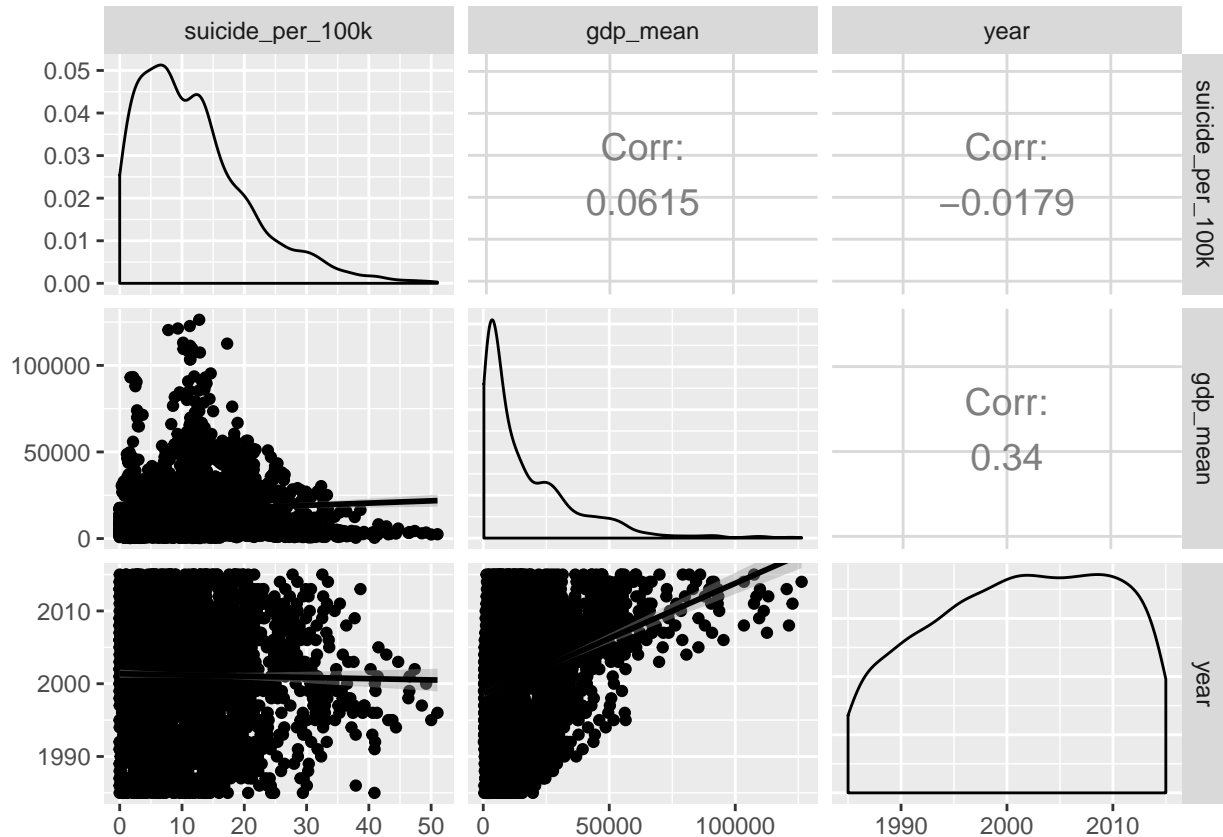 suicide_per_100k
gdp_mean
year
0.05
0.04
0.03
0.02
0.01
0.00
Corr:
0.0615
Corr:
−0.0179
suicide_per_100k
100000
50000
0
Corr:
0.34
gdp_mean
2010
2000
1990
year
0 10 20 30 40 50
0 50000 100000
1990 2000 2010